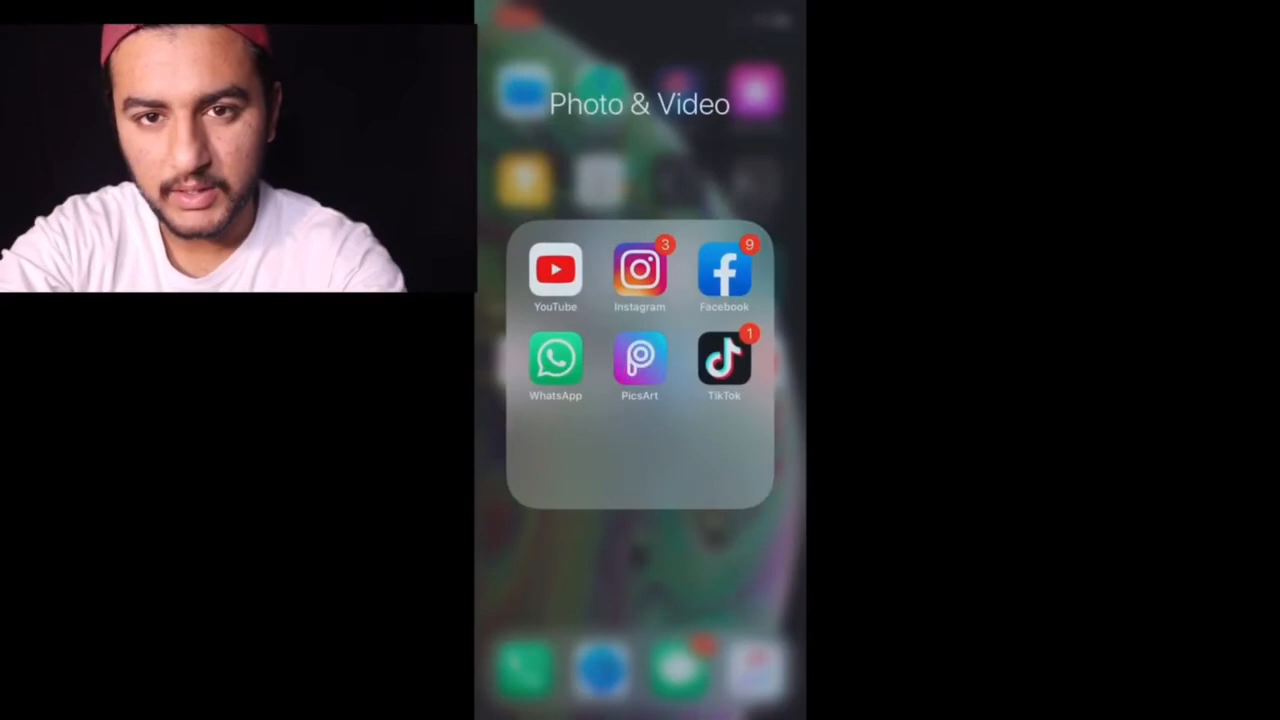 Photo & Video
3
9
YouTube
Instagram
Facebook
1
WhatsApp
PicsArt
TikTok